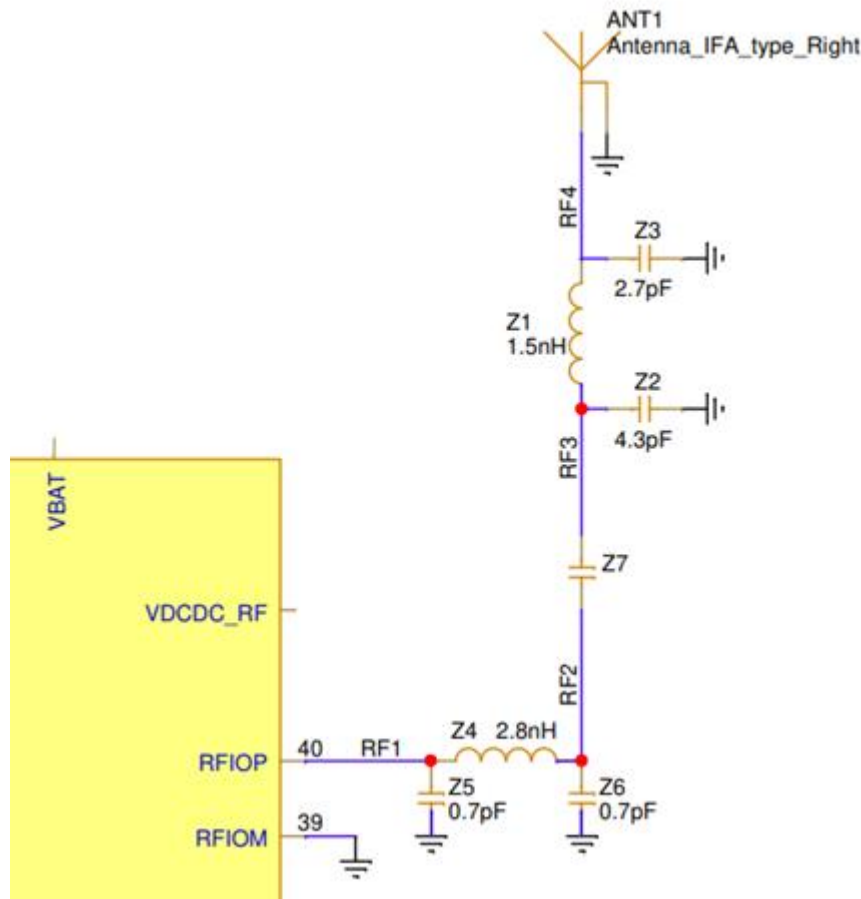 ANT1
Antenna_IFA_type_Right
RF4
Z3
2.7pF
Z1
1.5nH
Z2
4.3pF
RF3
VBAT
Z7
VDCDC_RF
RF2
Z4 2.8nH
RFIOP 40 RF1
Z5
0.7pF
Z6
0.7pF
RFIOM 39